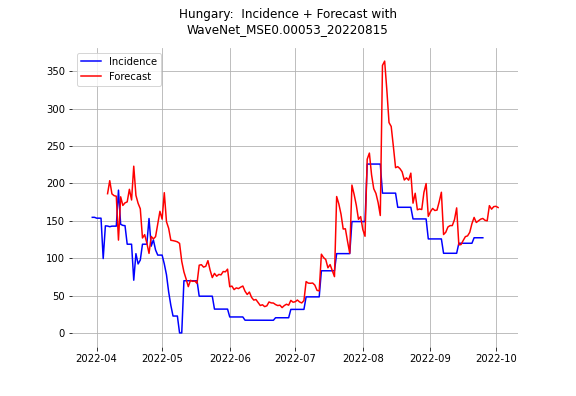 Hungary:  Incidence + Forecast with
WaveNet_MSE0.00053_20220815
Incidence
Forecast
350
300
250
200
150
100
50
0
2022-04 2022-05 2022-06 2022-07 2022-08 2022-09 2022-10